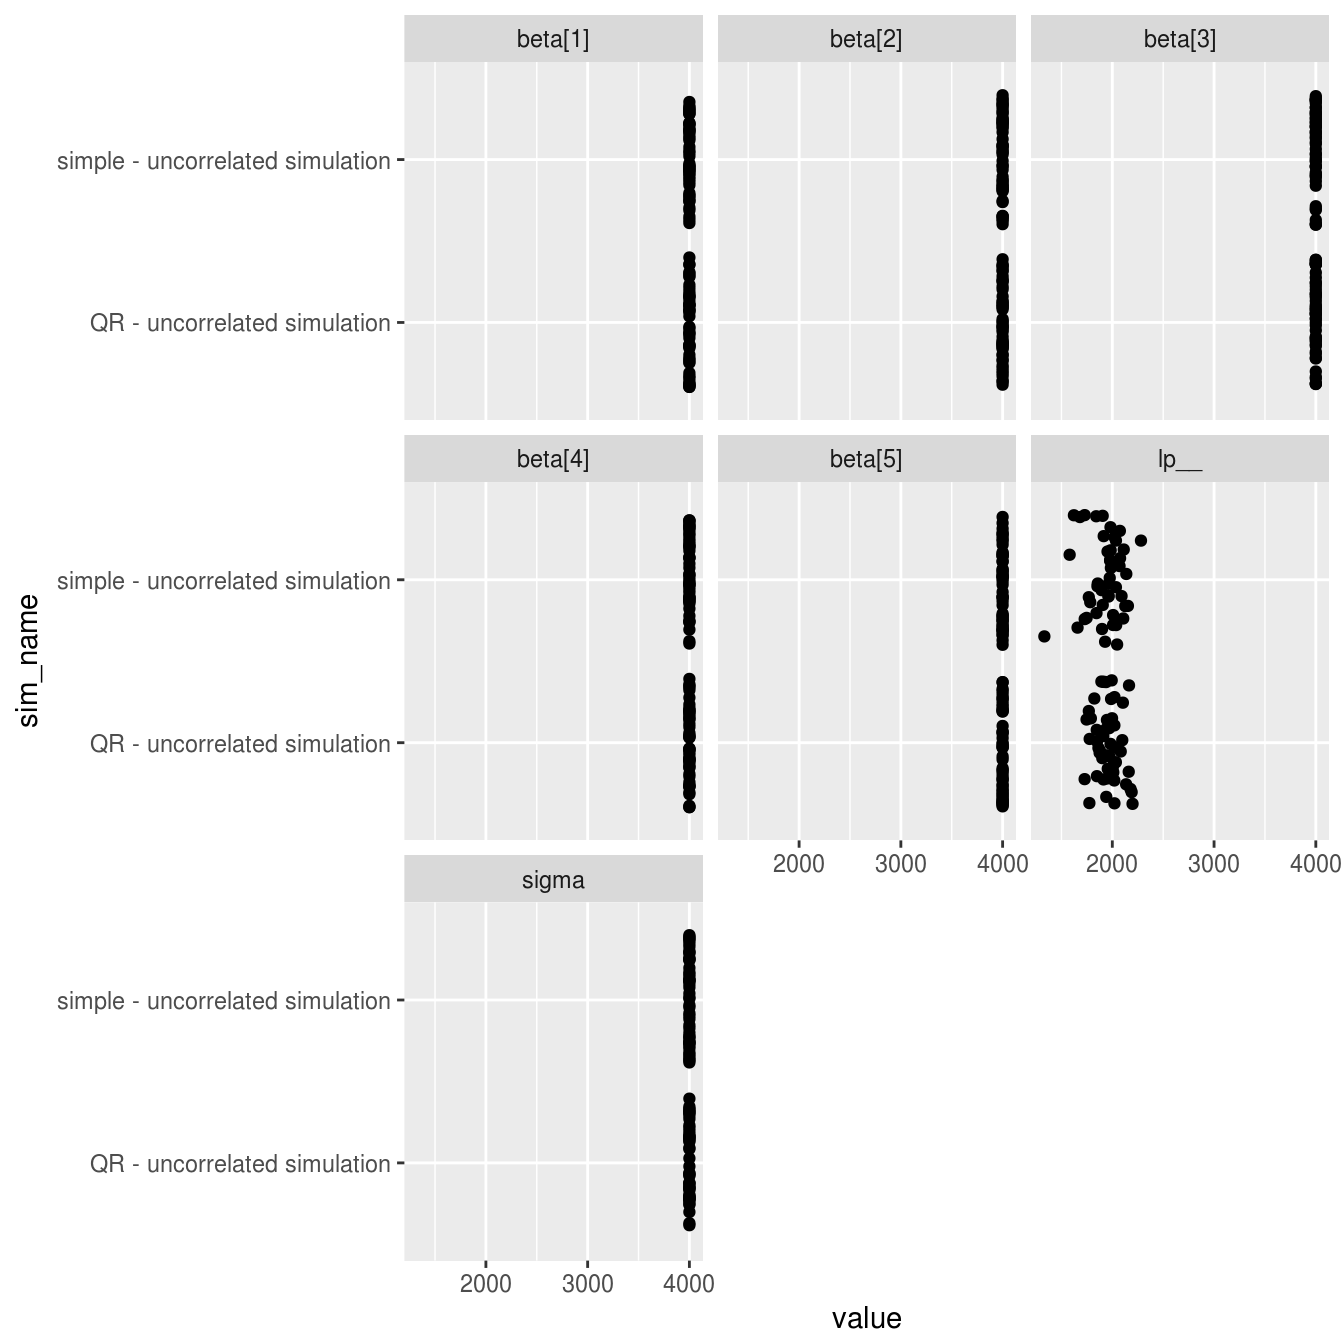 beta[1]
beta[2]
beta[3]
simple - uncorrelated simulation
QR - uncorrelated simulation
beta[4]
beta[5]
lp__
simple - uncorrelated simulation
QR - uncorrelated simulation
2000 3000 4000
2000 3000 4000
sigma
simple - uncorrelated simulation
QR - uncorrelated simulation
2000 3000 4000
value
sim_name